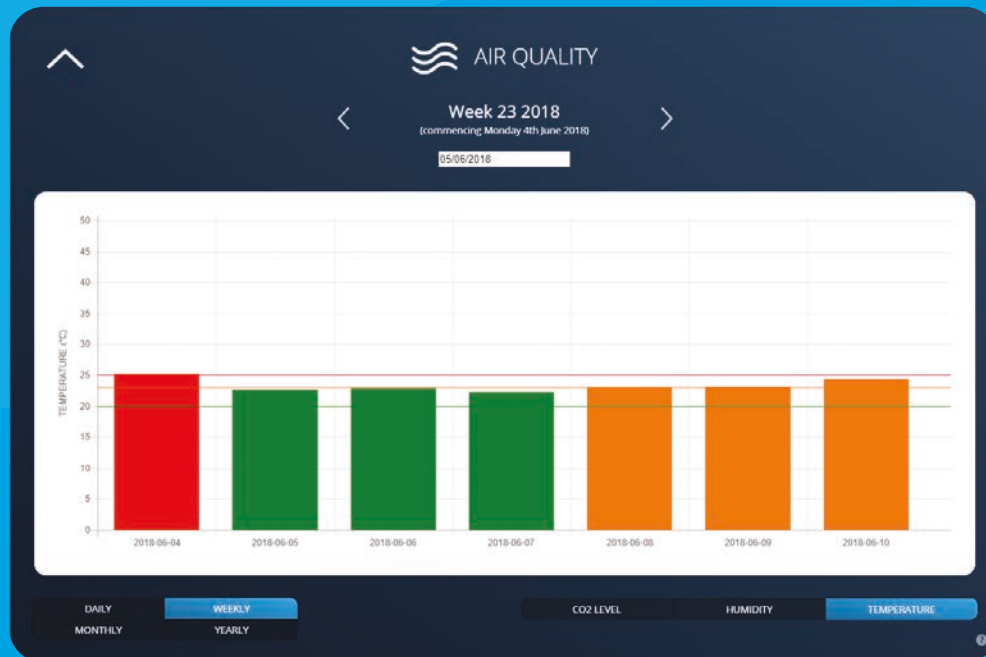 AIR QUALITY
Week 23 2018
(commencing Monday 4th June 2018)
05/06/2018
TEMPERATURE (°C)
50
45
40
35
30
25
20
15
10
5
0
2018-06-04 2018-06-05 2018-06-06 2018-06-07 2018-06-08 2018-06-09 2018-06-10
DAILY WEEKLY CO2 LEVEL HUMIDITY TEMPERATURE
MONTHLY YEARLY
?